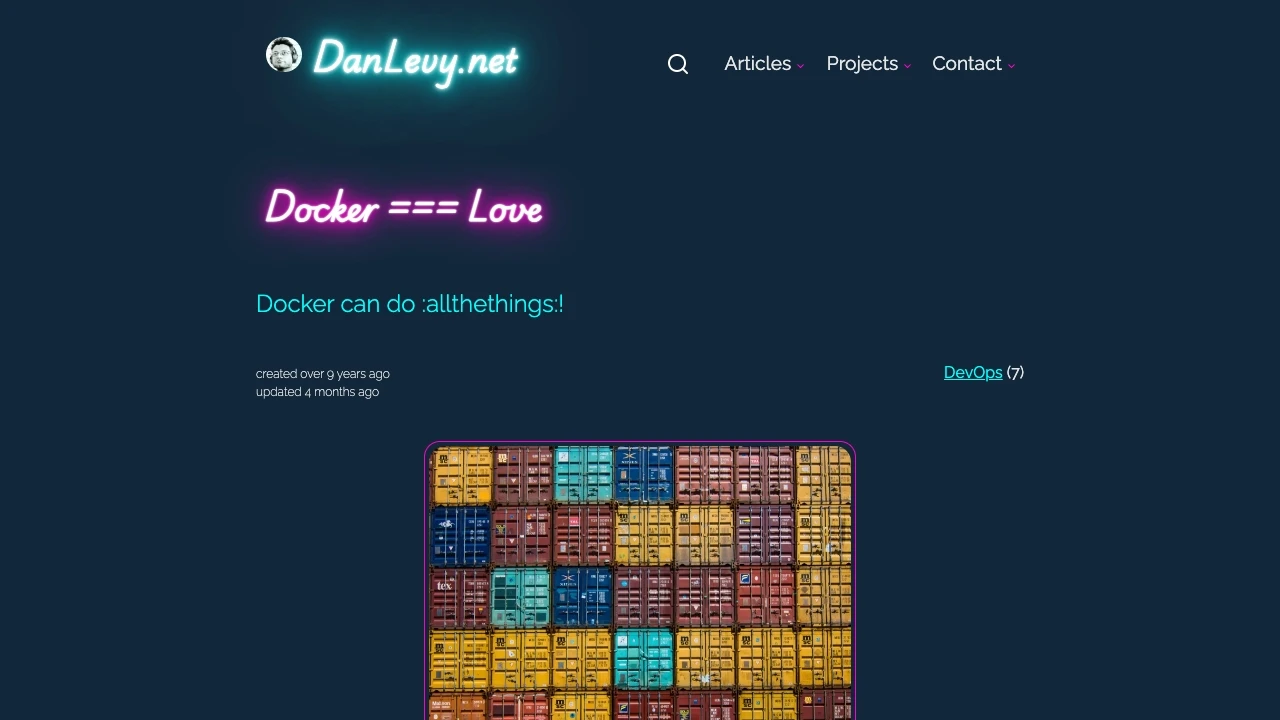 DanLevy.net
Articles
Projects
Contact
Docker === Love
Docker can do :allthethings:!
created over 9 years ago
updated 4 months ago
DevOps (7)
tex